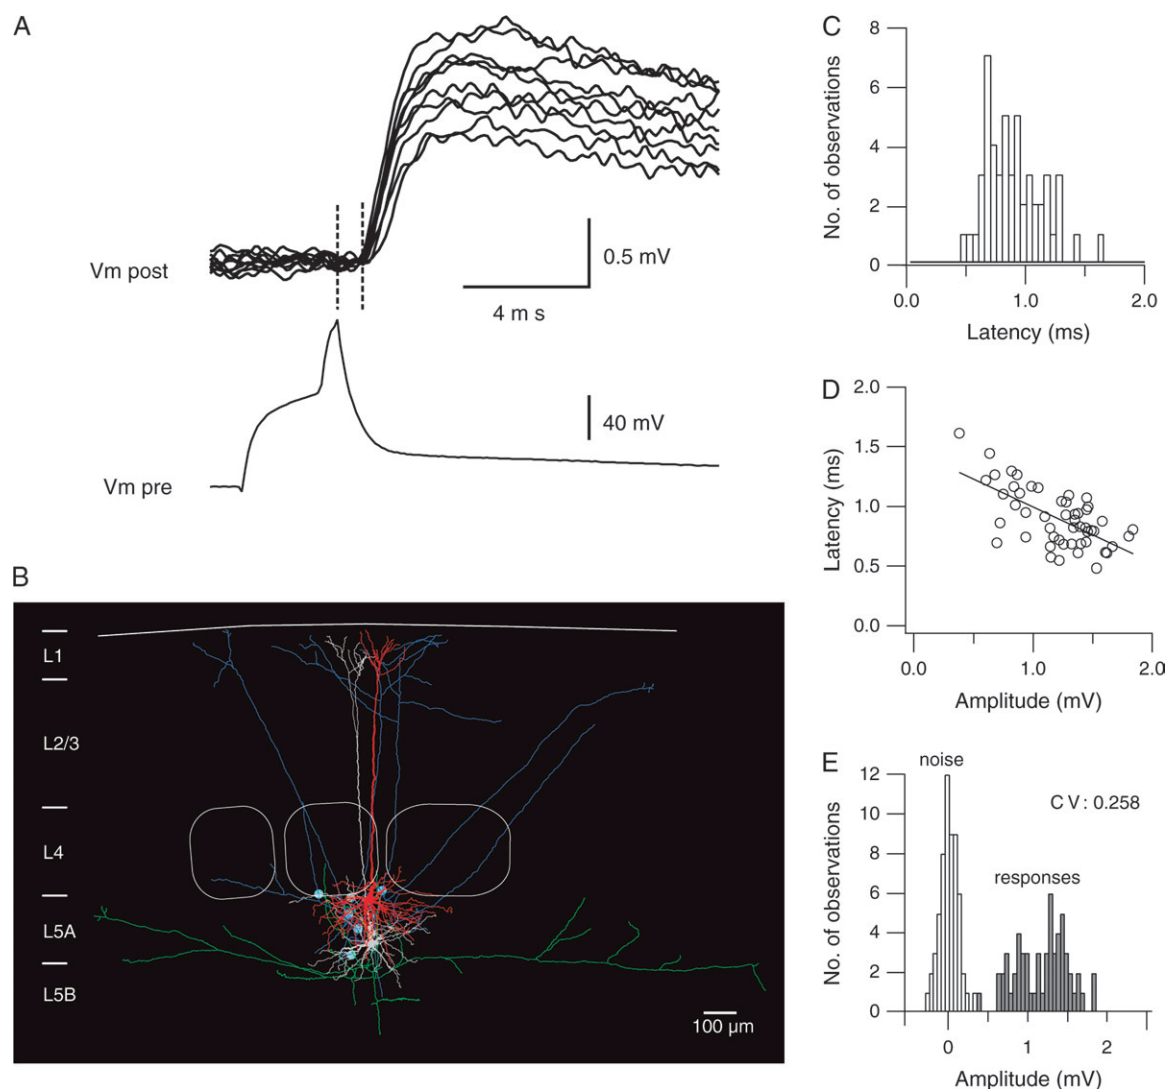 A
Vm post
0.5 mV
4 m s
40 mV
Vm pre
B
L1
L2/3
L4
L5A
L5B
100 µm
C
No. of observations
8
6
4
2
0
0.0
1.0
2.0
Latency (ms)
D
Latency (ms)
2.0
1.5
1.0
0.5
0.0
0.0
1.0
2.0
Amplitude (mV)
E
No. of observations
12
10
8
6
4
2
0
noise
C V: 0.258
responses
0
1
2
Amplitude (mV)